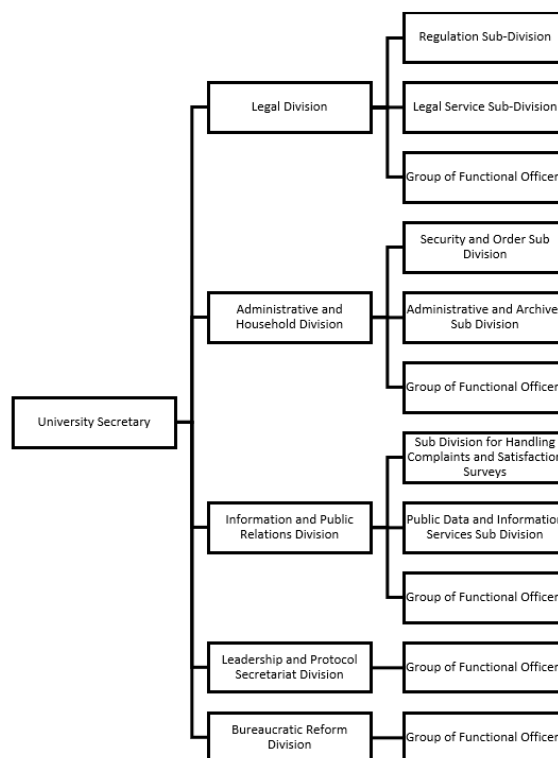 University Secretary
Legal Division
Regulation Sub-Division
Legal Service Sub-Division
Group of Functional Officer
Administrative and
Household Division
Security and Order Sub
Division
Administrative and Archive
Sub Division
Group of Functional Officer
Information and Public
Relations Division
Sub Division for Handling
Complaints and Satisfaction
Surveys
Public Data and Information
Services Sub Division
Group of Functional Officer
Leadership and Protocol
Secretariat Division
Group of Functional Officer
Bureaucratic Reform
Division
Group of Functional Officer